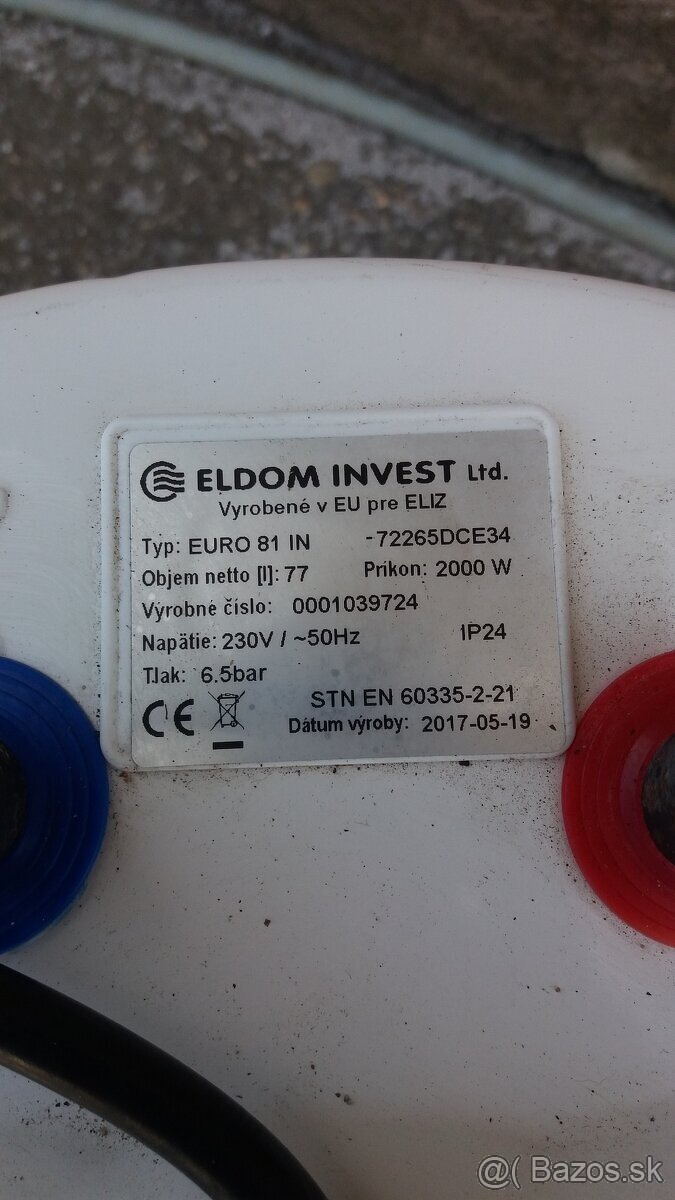 ELDOM INVEST Ltd.
Vyrobené v EU pre ELIZ
Typ: EURO 81 IN -72265DCE34
Objem netto [l]: 77 Príkon: 2000 W
Výrobné číslo: 0001039724
Napätie: 230V / ~50Hz IP24
Tlak: 6.5bar
STN EN 60335-2-21
CE Dátum výroby: 2017-05-19
@( Bazos.sk